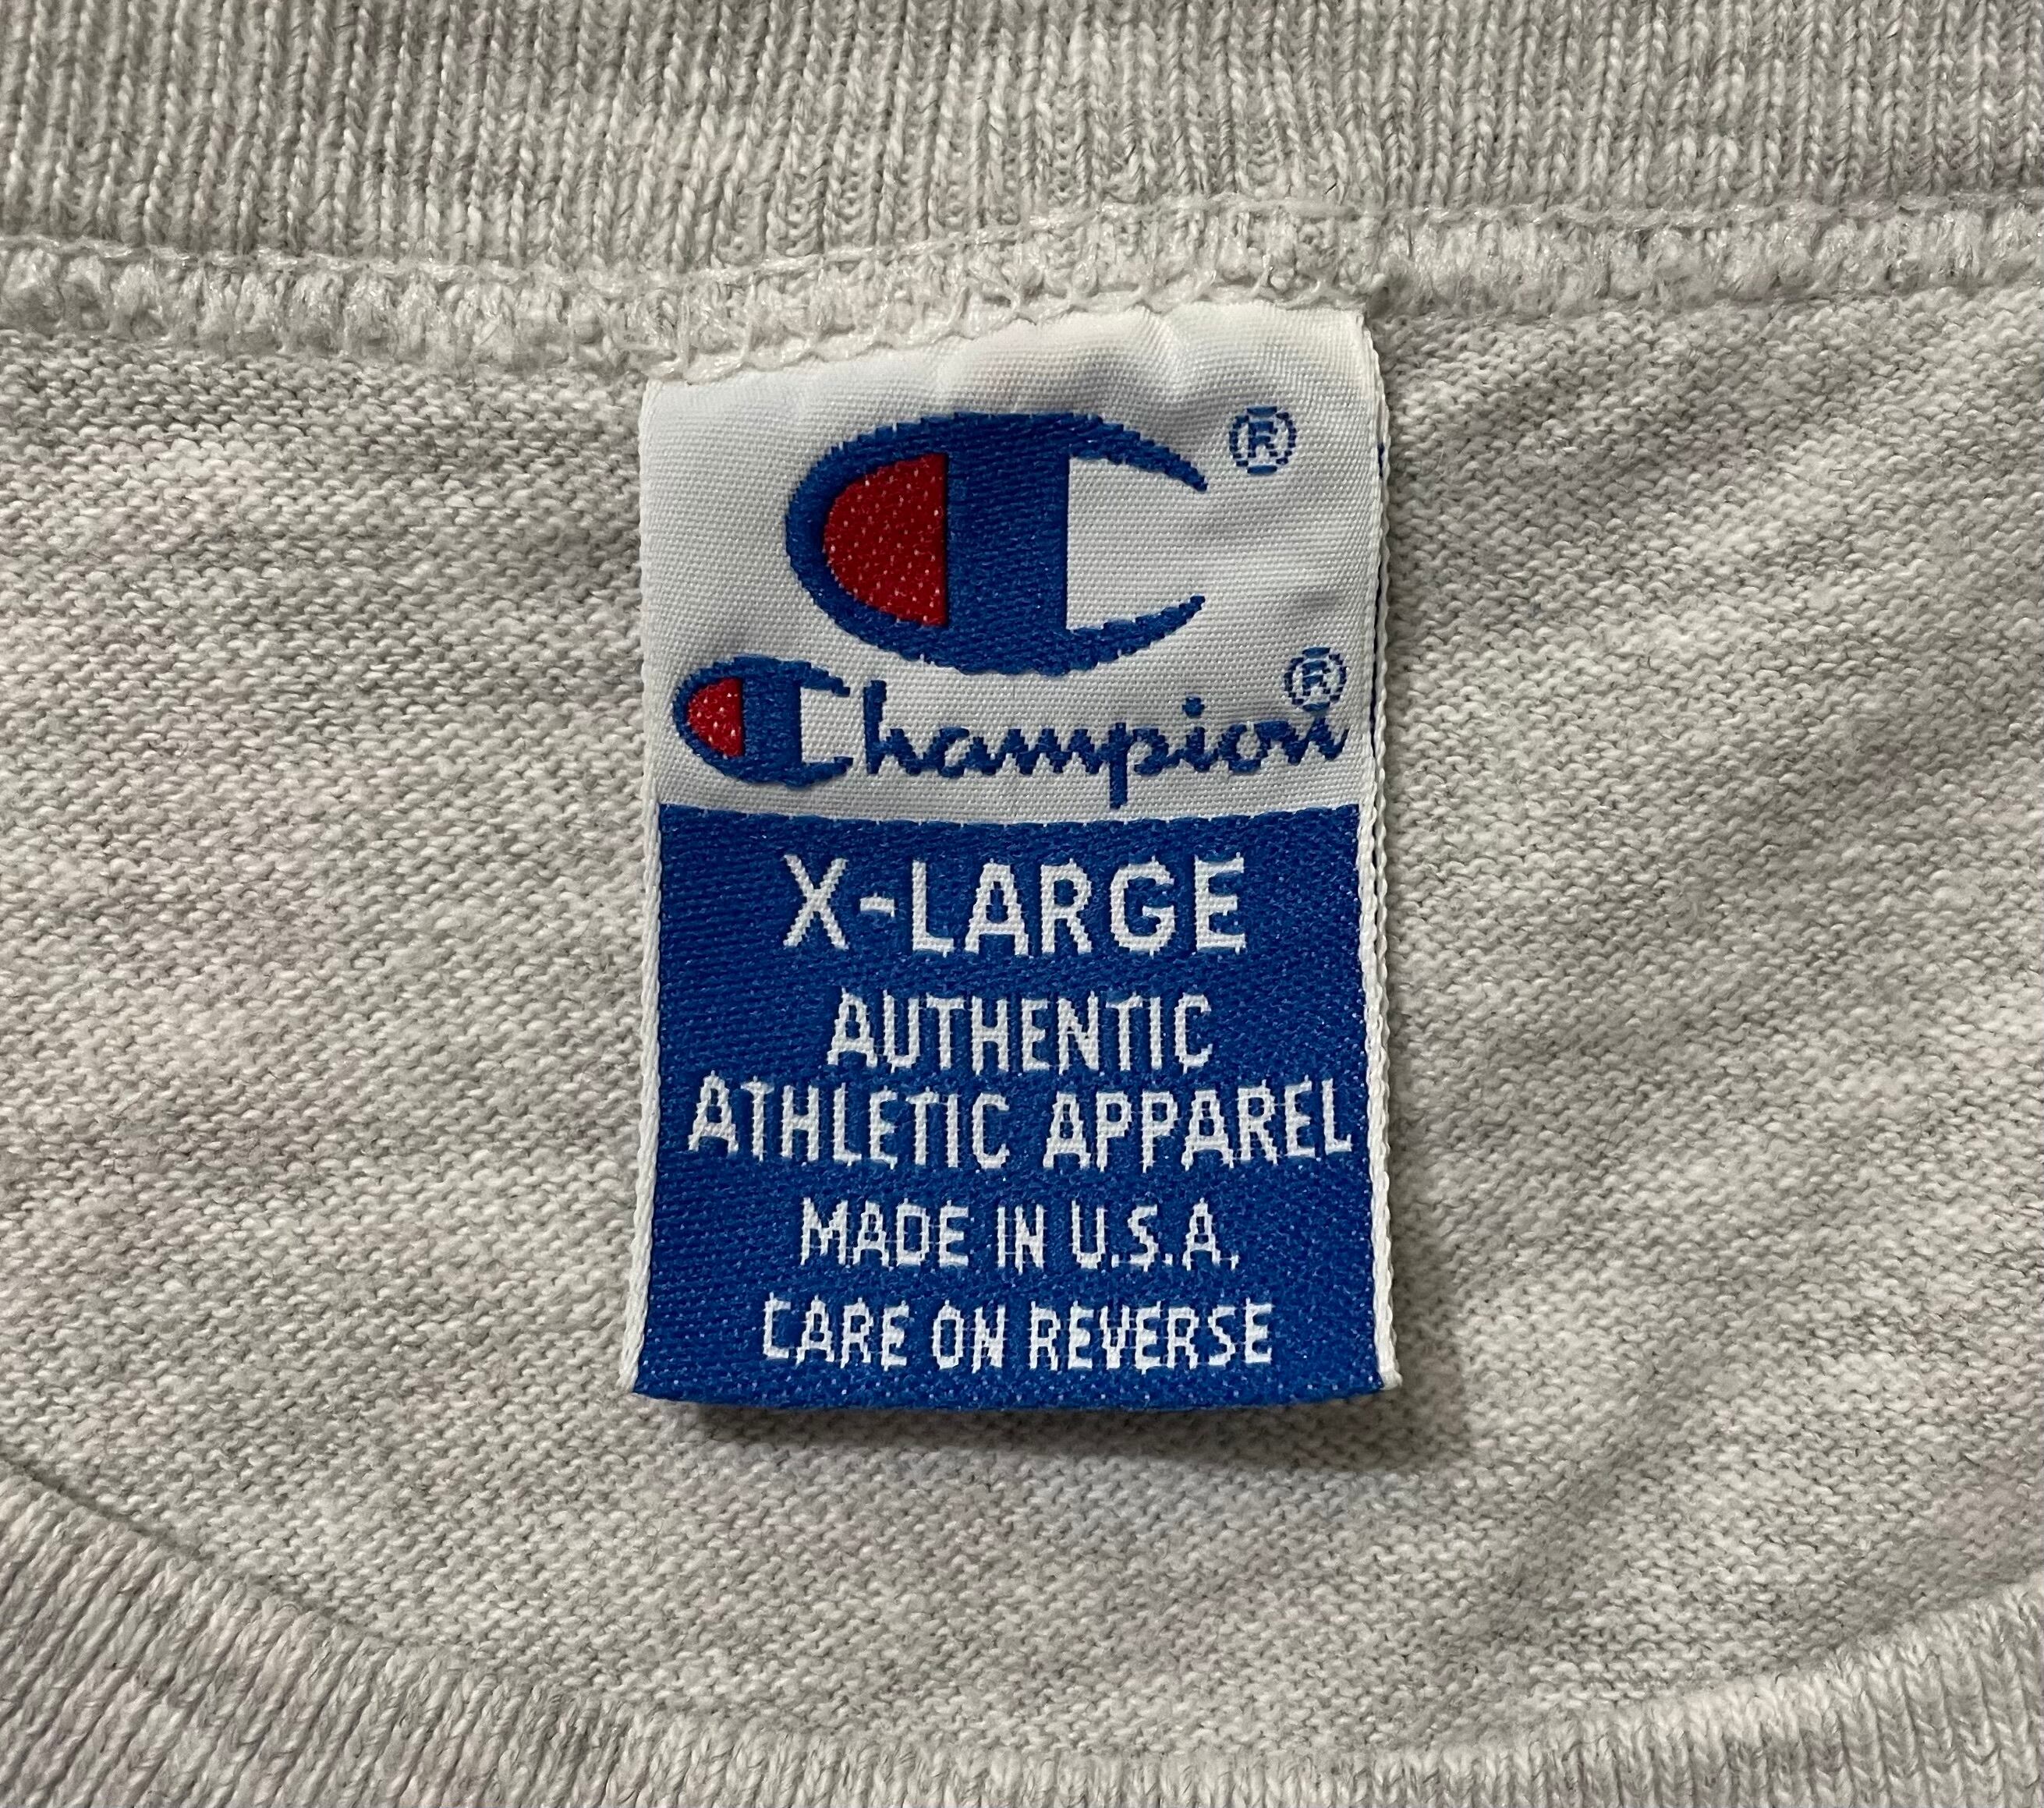 ®
Champion®
X-LARGE
AUTHENTIC
ATHLETIC APPAREL
MADE IN U.S.A.
CARE ON REVERSE